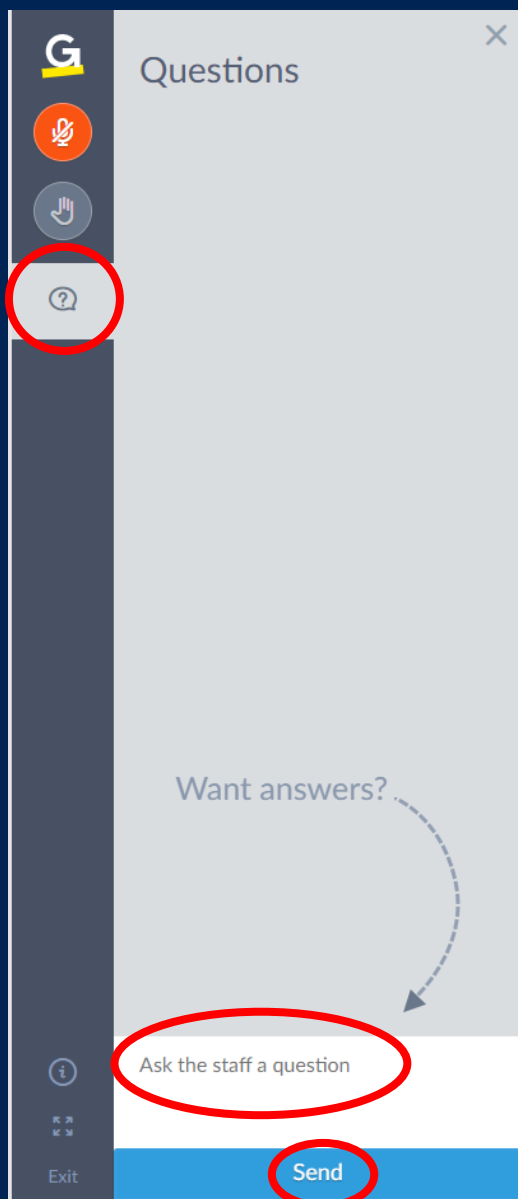 G
Questions
Want answers?
Ask the staff a question
Send
Exit